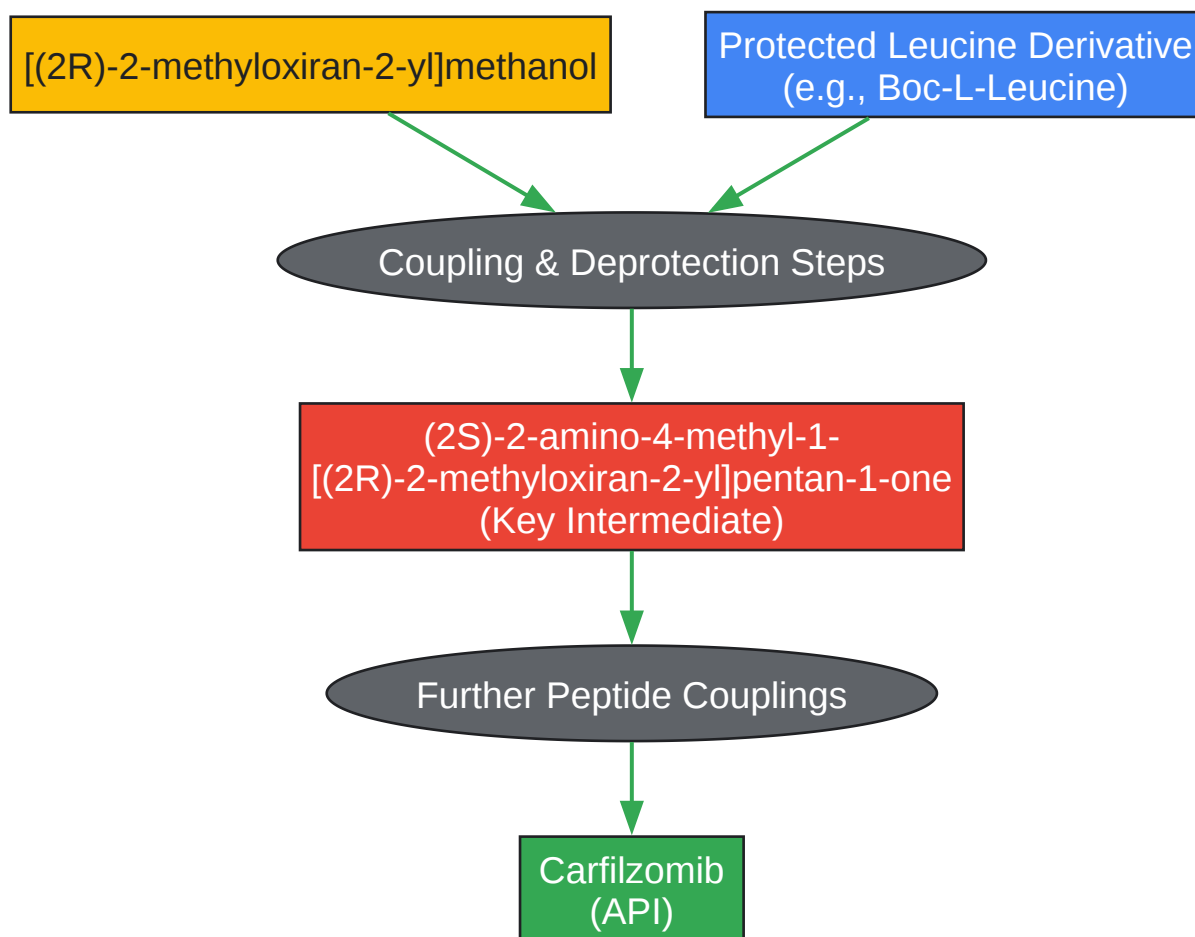 [(2R)-2-methyloxiran-2-yl]methanol
Protected Leucine Derivative
(e.g., Boc-L-Leucine)
Coupling & Deprotection Steps
(2S)-2-amino-4-methyl-1-
[(2R)-2-methyloxiran-2-yl]pentan-1-one
(Key Intermediate)
Further Peptide Couplings
Carfilzomib
(API)